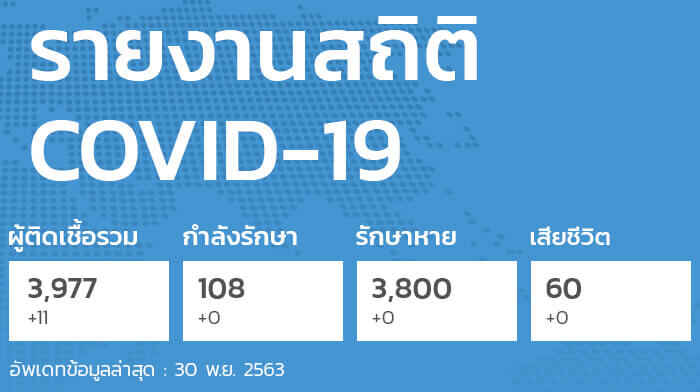 รายงานสถิติ
COVID-19
ผู้ติดเชื้อรวม กำลังรักษา รักษาหาย เสียชีวิต
3,977 108 3,800 60
+11 +0 +0 +0
อัพเดทข้อมูลล่าสุด : 30 พ.ย. 2563